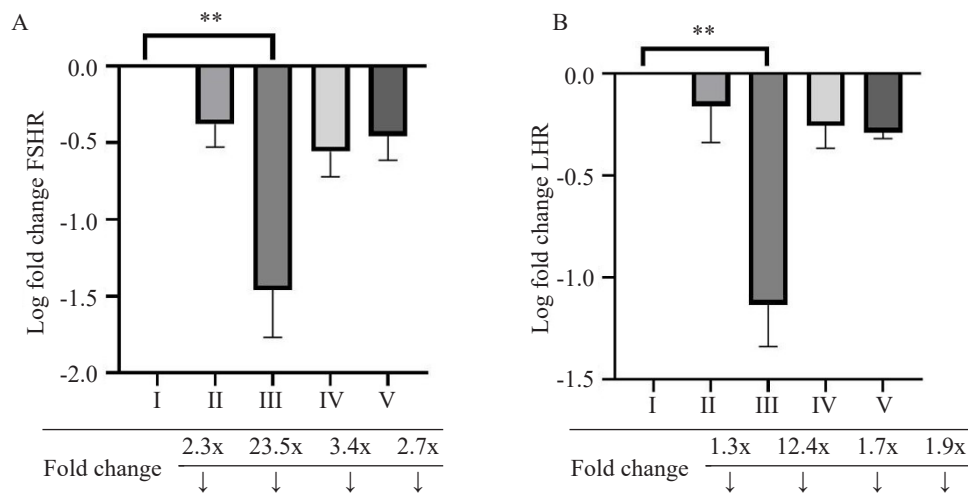 A
**
0.0
-0.5
-1.0
-1.5
-2.0
Log fold change FSHR
I II III IV V
Fold change 2.3x 23.5x 3.4x 2.7x
↓ ↓ ↓ ↓
B
**
0.0
-0.5
-1.0
-1.5
Log fold change LHR
I II III IV V
Fold change 1.3x 12.4x 1.7x 1.9x
↓ ↓ ↓ ↓